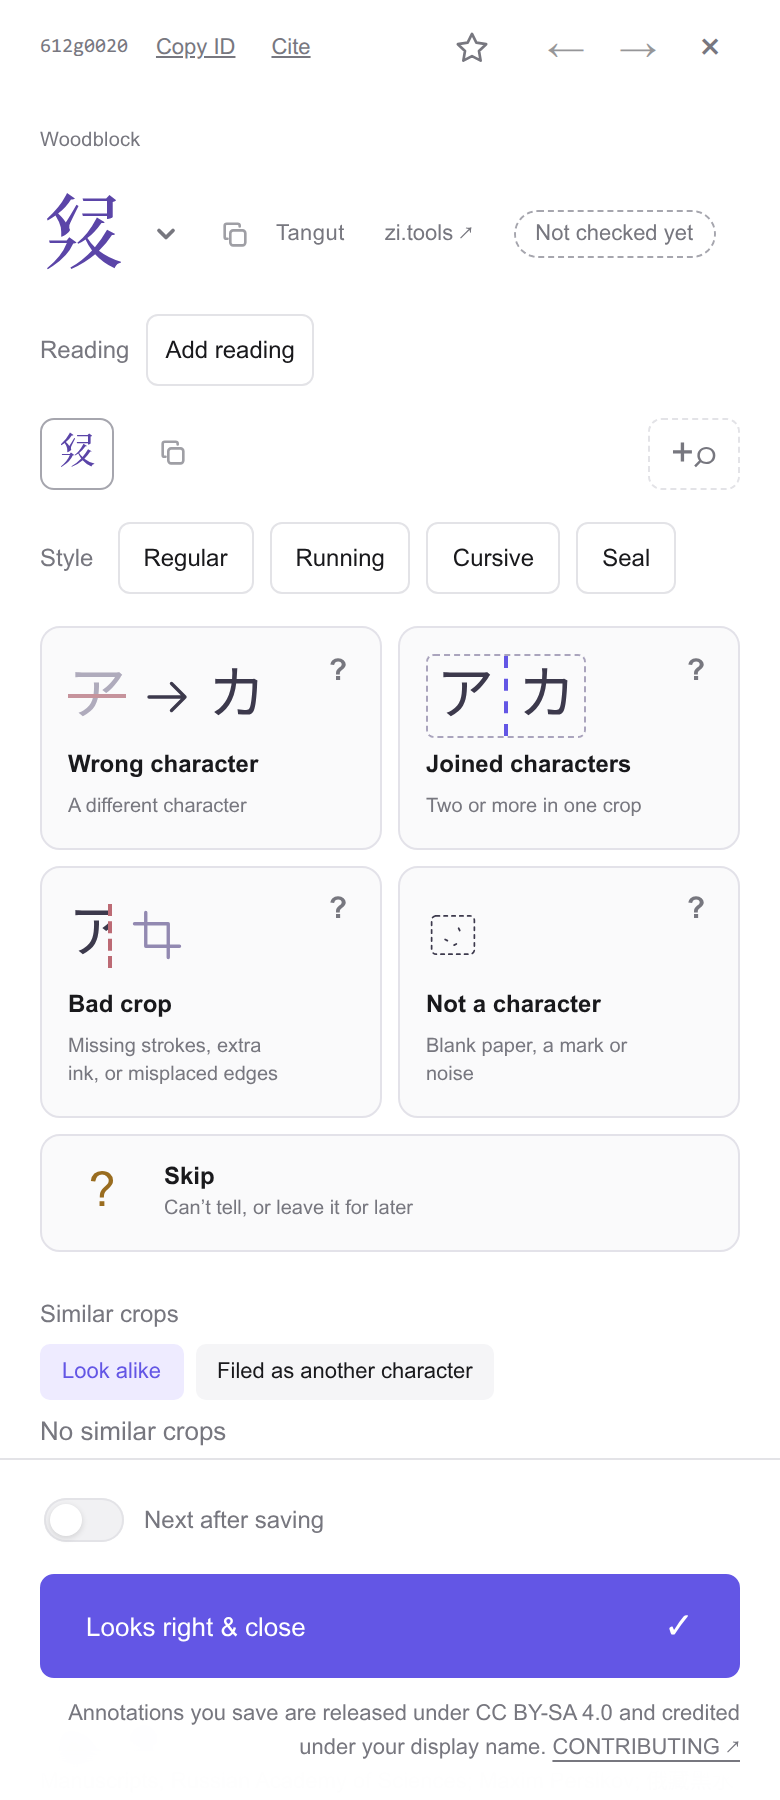 612g0020 Copy ID Cite
Woodblock
Tangut zi.tools ↗ Not checked yet
Reading Add reading
Style Regular Running Cursive Seal
ア → カ ?
Wrong character
A different character
ア カ ?
Joined characters
Two or more in one crop
ア ?
Bad crop
Missing strokes, extra
ink, or misplaced edges
?
Not a character
Blank paper, a mark or
noise
? Skip
Can’t tell, or leave it for later
Similar crops
Look alike Filed as another character
No similar crops
Next after saving
Looks right & close ✓
Annotations you save are released under CC BY-SA 4.0 and credited
under your display name. CONTRIBUTING ↗